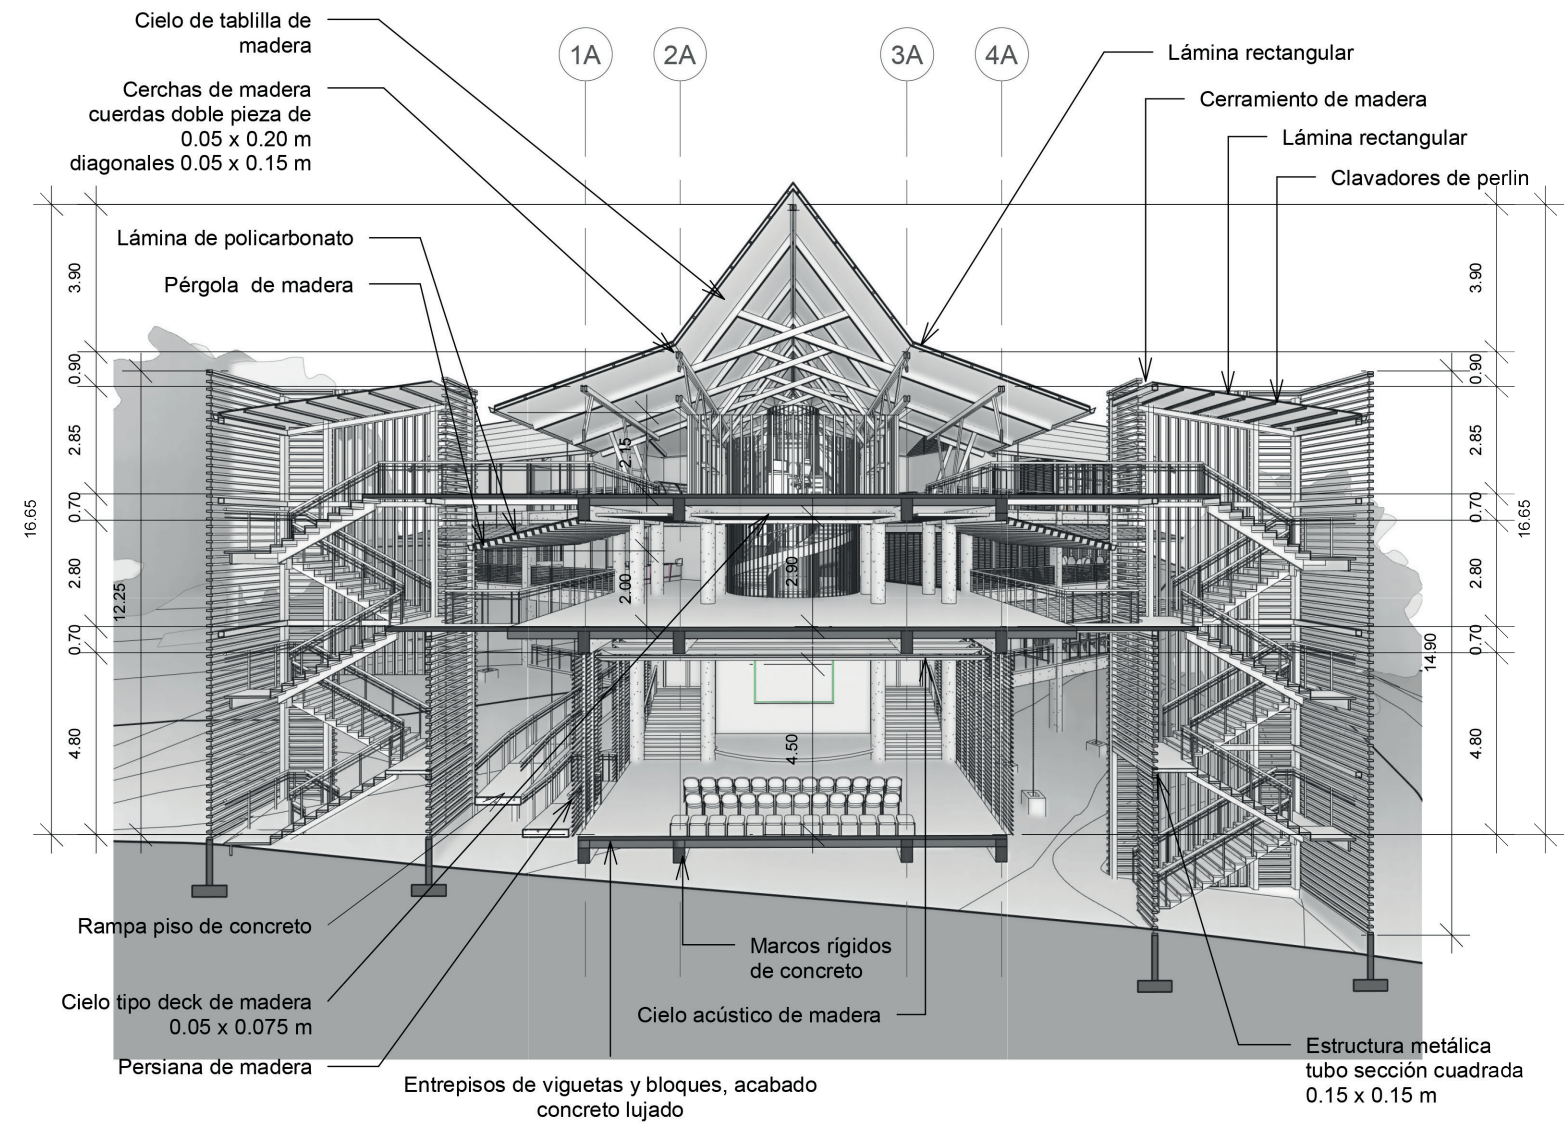 Cielo de tablilla de
madera
1A
2A
3A
4A
Lámina rectangular
Cerchas de madera
cuerdas doble pieza de
0.05 x 0.20 m
diagonales 0.05 x 0.15 m
Cerramiento de madera
Lámina rectangular
Clavadores de perlin
Lámina de policarbonato
Pérgola de madera
3.90
0.90
2.85
0.70
2.80
0.70
4.80
16.65
12.25
2.15
2.00
2.90
4.50
3.90
0.90
2.85
0.70
2.80
0.70
4.80
16.65
14.90
Rampa piso de concreto
Cielo tipo deck de madera
0.05 x 0.075 m
Persiana de madera
Entrepisos de viguetas y bloques, acabado
concreto lujado
Marcos rígidos
de concreto
Cielo acústico de madera
Estructura metálica
tubo sección cuadrada
0.15 x 0.15 m